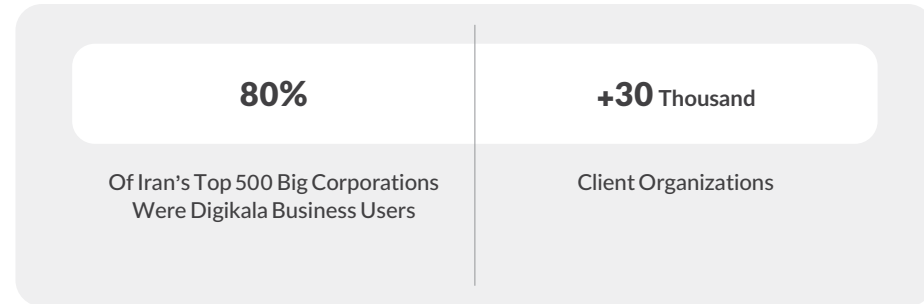 80%
Of Iran's Top 500 Big Corporations
Were Digikala Business Users
+30 Thousand
Client Organizations